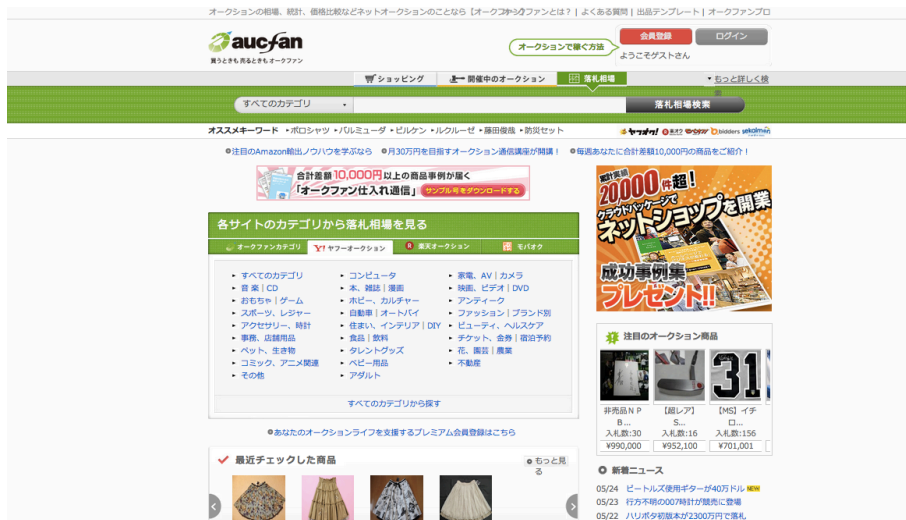 オークションの相場、統計、価格比較などネットオークションのことなら【オークファン】
オークファンとは？ | よくある質問 | 出品テンプレート | オークファンプロ
aucfan
買うときも 売るときも オークファン
オークションで稼ぐ方法
会員登録
ログイン
ようこそゲストさん
ショッピング
開催中のオークション
落札相場
もっと詳しく検
すべてのカテゴリ
落札相場検索
オススメキーワード ポロシャツ バルミューダ ビルケン ルクルーゼ 藤田俊哉 防災セット
ヤフオク! 楽天オク モバオク bidders sekaimon
注目のAmazon輸出ノウハウを学ぶなら 月30万円を目指すオークション通信講座が開講！ 毎週あなたに合計差額10,000円の商品をご紹介！
合計差額10,000円以上の商品事例が届く
「オークファン仕入れ通信」 サンプル号をダウンロードする
累計実績
20,000件超！
クラウドパッケージで
ネットショップを開業
成功事例集
プレゼント!!
各サイトのカテゴリから落札相場を見る
オークファンカテゴリ
Y! ヤフーオークション
R 楽天オークション
モバオク
すべてのカテゴリ コンピュータ 家電、AV | カメラ
音楽 | CD 本、雑誌 | 漫画 映画、ビデオ | DVD
おもちゃ | ゲーム ホビー、カルチャー アンティーク
スポーツ、レジャー 自動車 | オートバイ ファッション | ブランド別
アクセサリー、時計 住まい、インテリア | DIY ビューティ、ヘルスケア
事務、店舗用品 食品 | 飲料 チケット、金券 | 宿泊予約
ペット、生き物 タレントグッズ 花、園芸 | 農業
コミック、アニメ関連 ベビー用品 不動産
その他 アダルト
すべてのカテゴリから探す
あなたのオークションライフを支援するプレミアム会員登録はこちら
最近チェックした商品
もっと見
る
注目のオークション商品
31
非売品ＮＰ 【超レア】 【MS】イチ
Ｂ... S... ロ...
入札数:30 入札数:16 入札数:156
¥990,000 ¥952,100 ¥701,001
新着ニュース
05/24 ビートルズ使用ギターが40万ドル NEW
05/23 行方不明の007時計が競売に登場
05/22 ハリポタ初版本が2300万円で落札